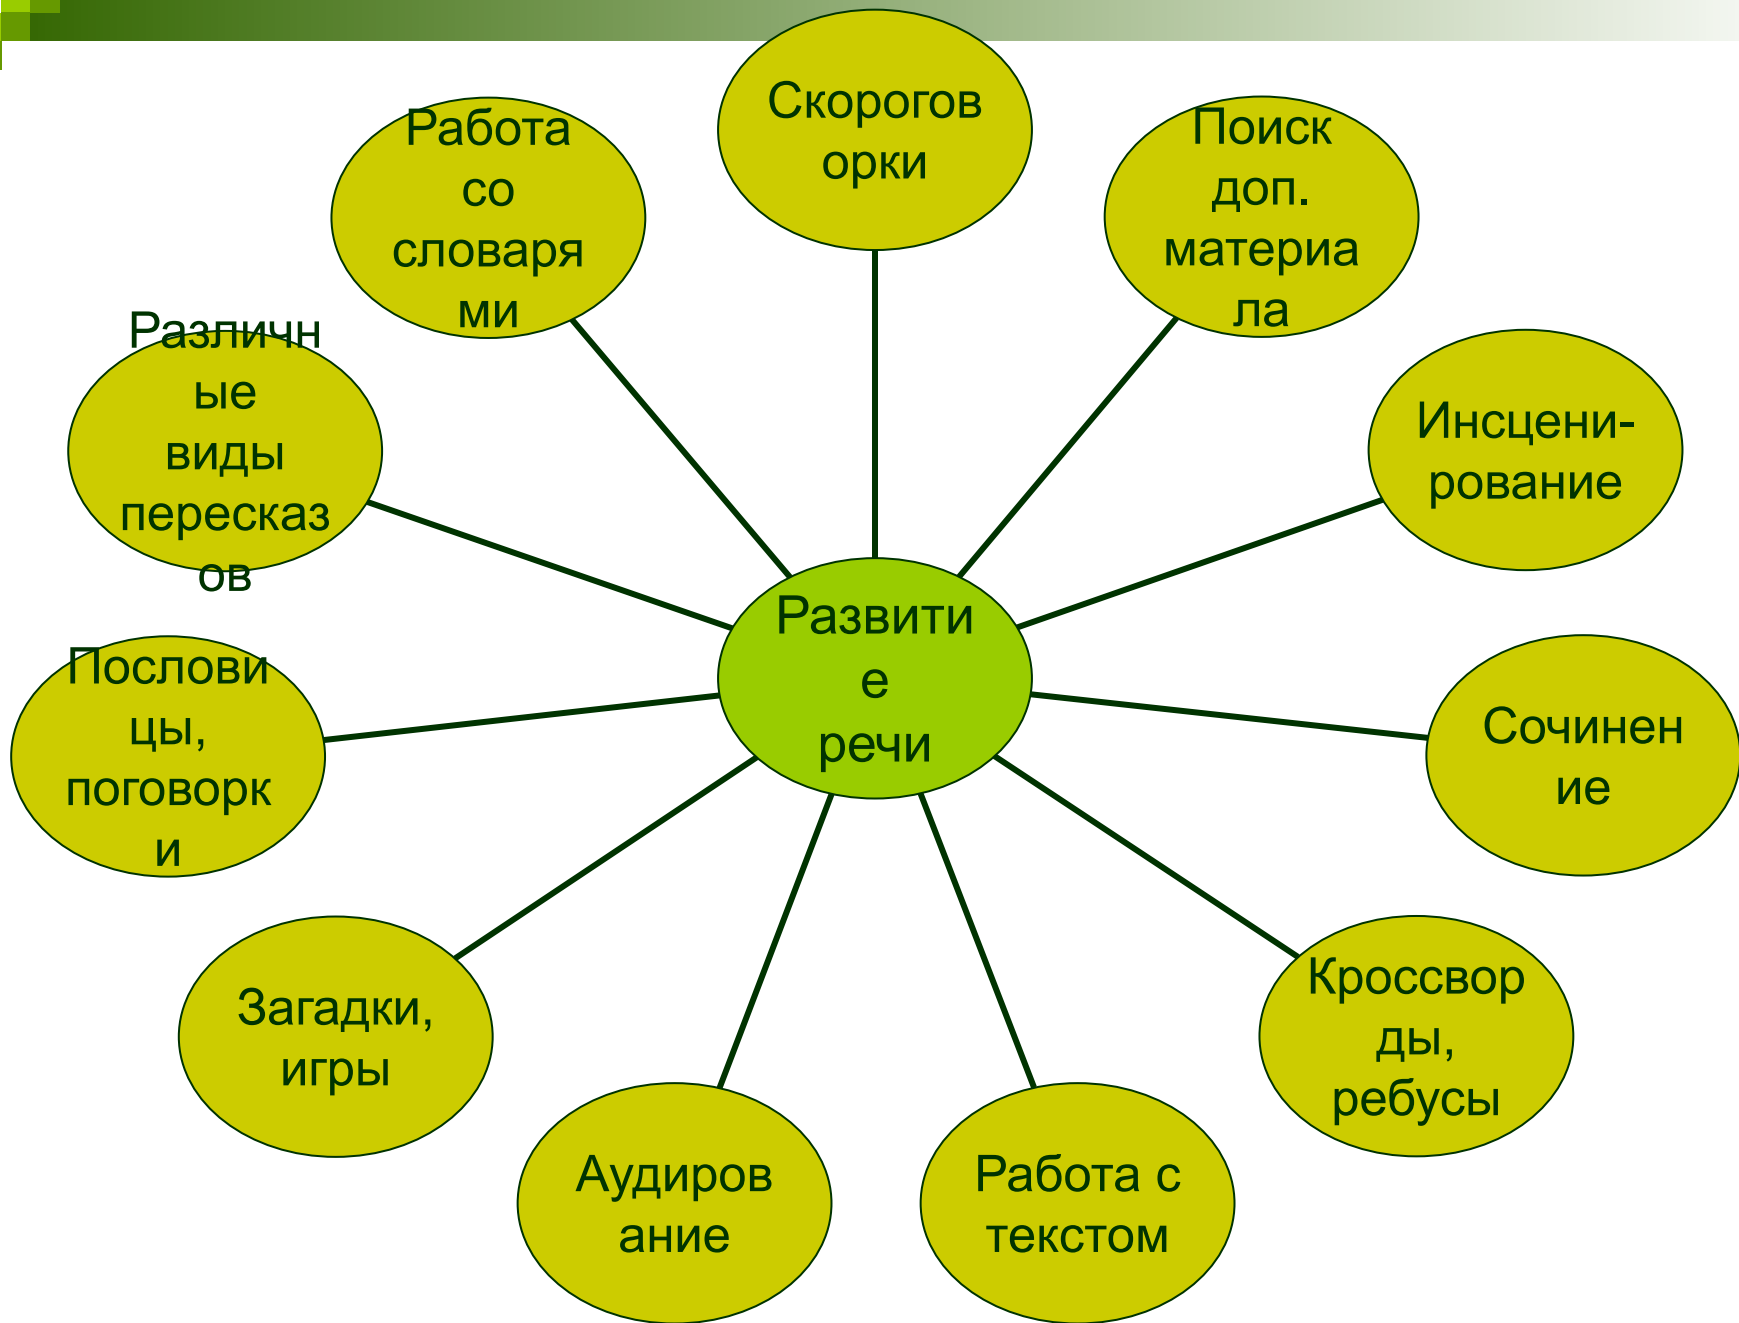 Скорогов
орки
Поиск
доп.
материа
ла
Инсцени-
рование
Сочинен
ие
Кроссвор
ды,
ребусы
Работа с
текстом
Аудиров
ание
Загадки,
игры
Послови
цы,
поговорк
и
Различн
ые
виды
пересказ
ов
Работа
со
словаря
ми
Развити
е
речи